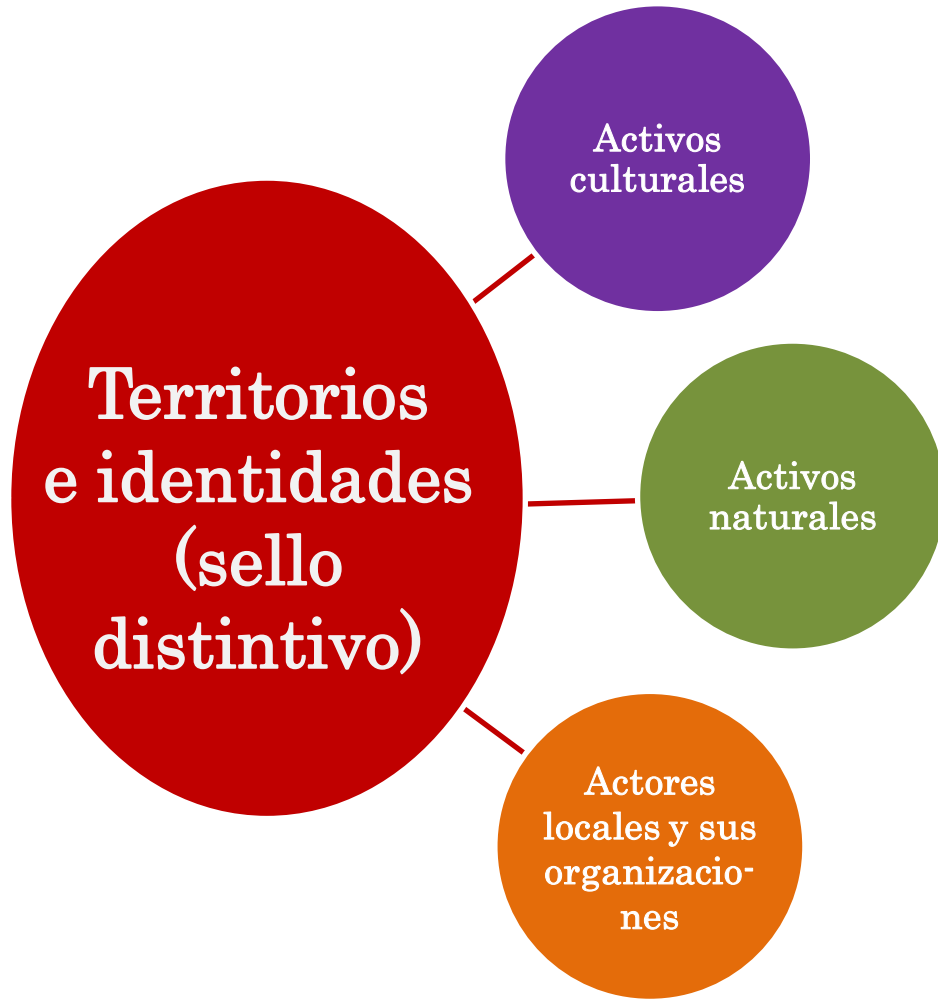 Activos
culturales
Territorios
e identidades
(sello
distintivo)
Activos
naturales
Actores
locales y sus
organizacio-
nes